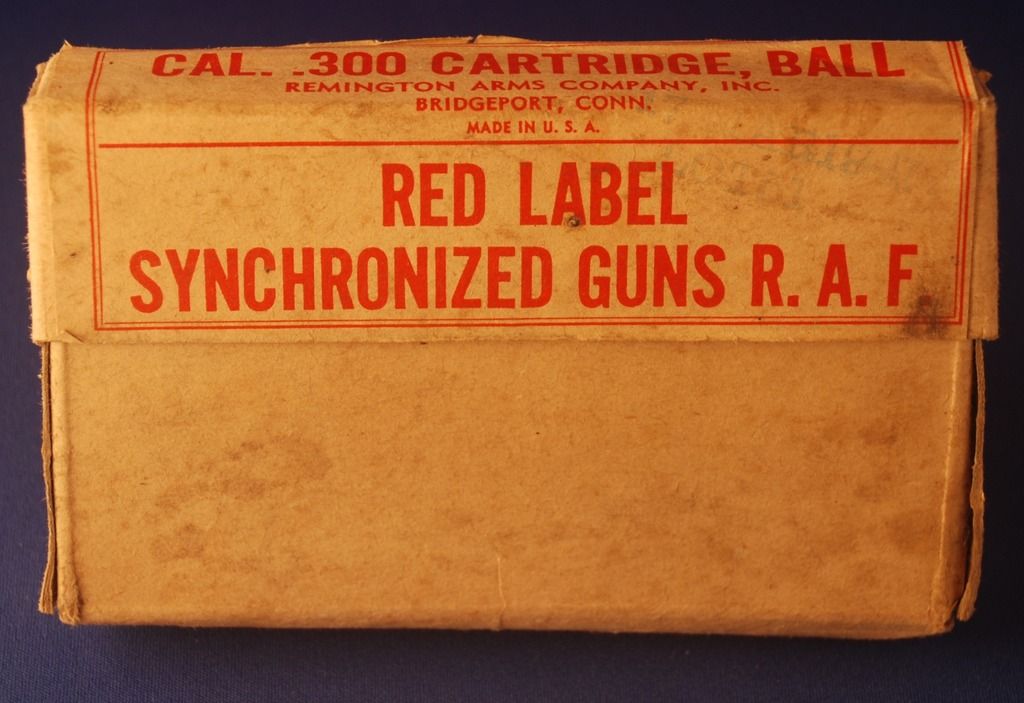 CAL. .300 CARTRIDGE, BALL
REMINGTON ARMS COMPANY, INC.
BRIDGEPORT, CONN.
MADE IN U. S. A.
RED LABEL
SYNCHRONIZED GUNS R. A. F.